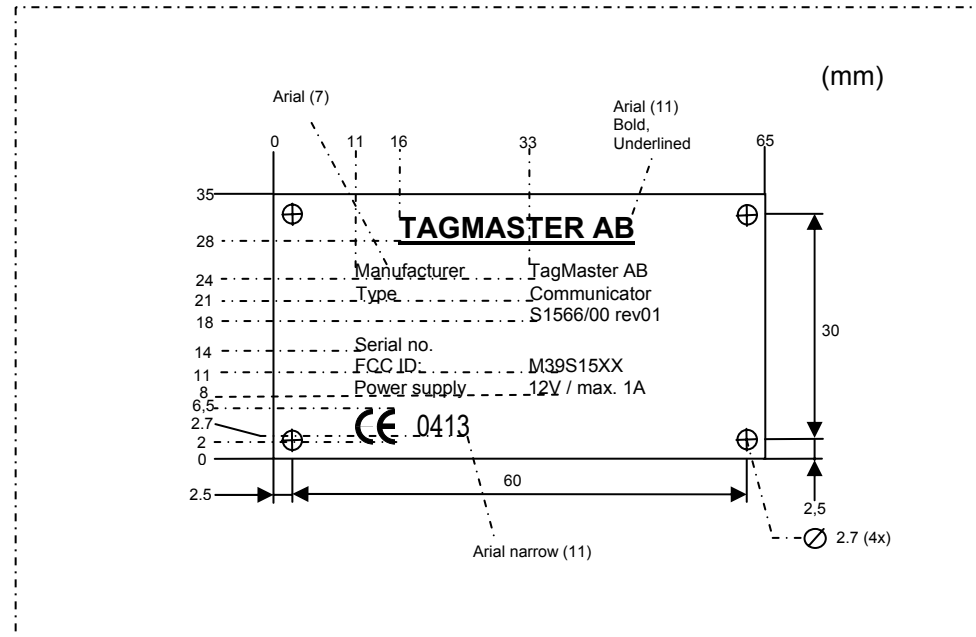 (mm)
Arial (7)
Arial (11)
Bold,
Underlined
0 11 16 33 65
35
TAGMASTER AB
28
24 Manufacturer TagMaster AB
21 Type Communicator
18 S1566/00 rev01
30
14 Serial no.
11 FCC ID: M39S15XX
8 Power supply 12V / max. 1A
6,5
2.7 CE 0413
2
0
2.5 60 2,5
2.7 (4x)
Arial narrow (11)